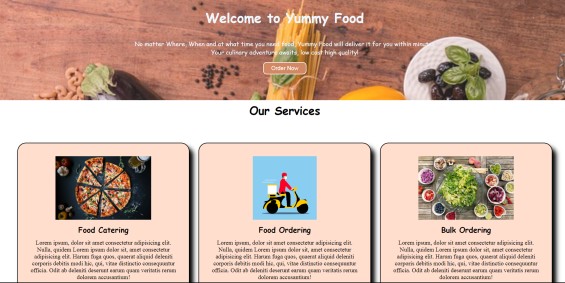 Welcome to Yummy Food
No matter Where, When and at what time you need food, Yummy Food will deliver it for you within minutes.
Your culinary adventure awaits, low cost high quality!
Order Now
Our Services
Food Catering
Lorem ipsum, dolor sit amet consectetur adipisicing elit.
Nulla, quidem Lorem ipsum dolor, sit amet consectetur
adipisicing elit. Harum fuga quos, quaerat aliquid deleniti
corporis debitis modi hic, qui, vitae distinctio consequuntur
officia. Odit ab deleniti deserunt earum quam veritatis rerum
dolorem accusantium!
Food Ordering
Lorem ipsum, dolor sit amet consectetur adipisicing elit.
Nulla, quidem Lorem ipsum dolor, sit amet consectetur
adipisicing elit. Harum fuga quos, quaerat aliquid deleniti
corporis debitis modi hic, qui, vitae distinctio consequuntur
officia. Odit ab deleniti deserunt earum quam veritatis rerum
dolorem accusantium!
Bulk Ordering
Lorem ipsum, dolor sit amet consectetur adipisicing elit.
Nulla, quidem Lorem ipsum dolor, sit amet consectetur
adipisicing elit. Harum fuga quos, quaerat aliquid deleniti
corporis debitis modi hic, qui, vitae distinctio consequuntur
officia. Odit ab deleniti deserunt earum quam veritatis rerum
dolorem accusantium!